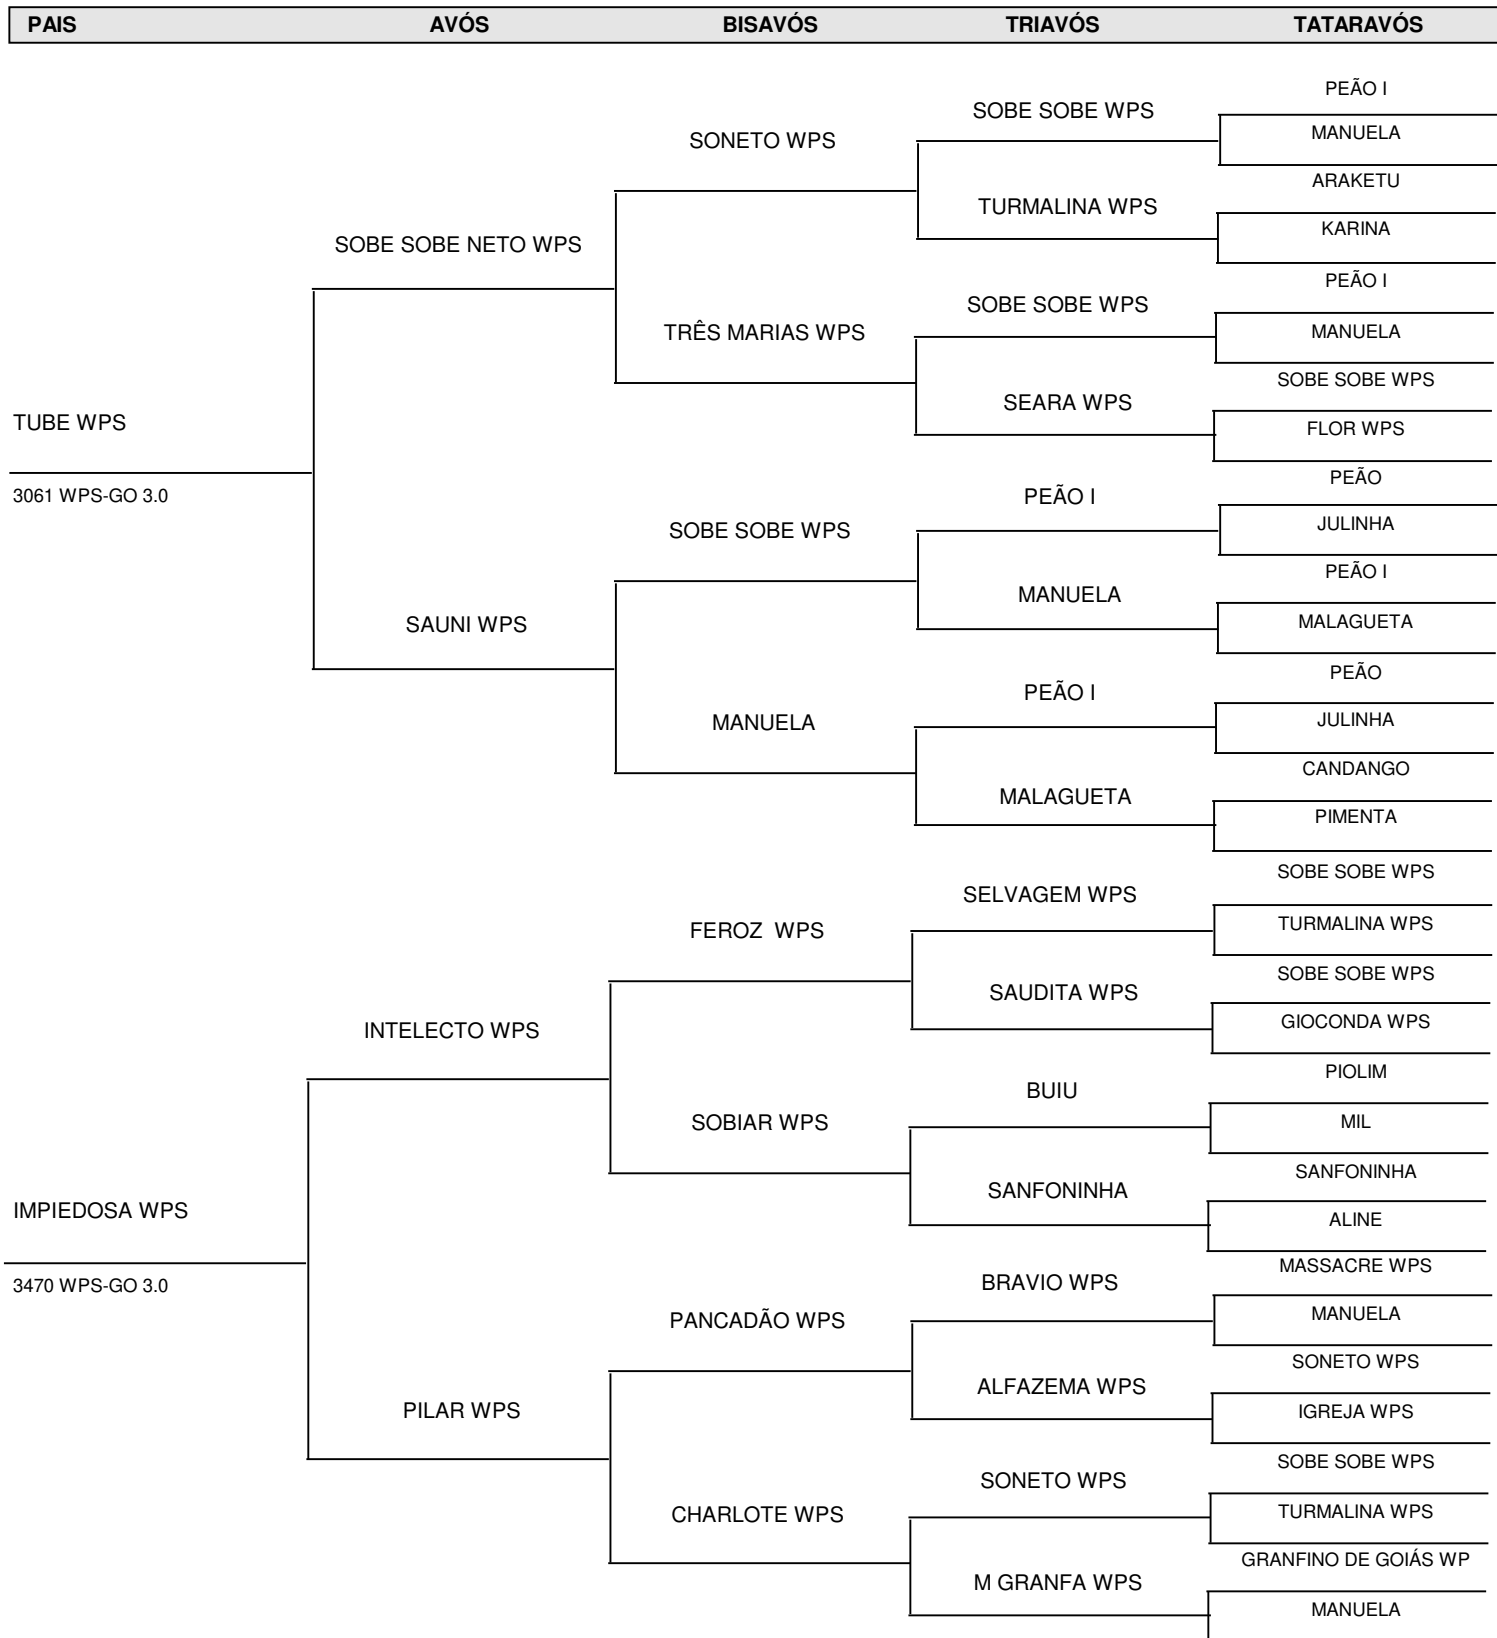 PAIS AVÓS BISAVÓS TRIAVÓS TATARAVÓS
PEÃO I
SOBE SOBE WPS
MANUELA
SONETO WPS
ARAKETU
TURMALINA WPS
KARINA
SOBE SOBE NETO WPS
PEÃO I
SOBE SOBE WPS
TRÊS MARIAS WPS
MANUELA
SOBE SOBE WPS
SEARA WPS
TUBE WPS
FLOR WPS
PEÃO
3061 WPS-GO 3.0
PEÃO I
JULINHA
SOBE SOBE WPS
PEÃO I
MANUELA
SAUNI WPS
MALAGUETA
PEÃO
PEÃO I
MANUELA
JULINHA
CANDANGO
MALAGUETA
PIMENTA
SOBE SOBE WPS
SELVAGEM WPS
TURMALINA WPS
FEROZ WPS
SOBE SOBE WPS
SAUDITA WPS
GIOCONDA WPS
INTELECTO WPS
PIOLIM
BUIU
SOBIAR WPS
MIL
SANFONINHA
SANFONINHA
IMPIEDOSA WPS
ALINE
MASSACRE WPS
3470 WPS-GO 3.0
BRAVIO WPS
MANUELA
PANCADÃO WPS
SONETO WPS
ALFAZEMA WPS
PILAR WPS
IGREJA WPS
SOBE SOBE WPS
SONETO WPS
CHARLOTE WPS
TURMALINA WPS
GRANFINO DE GOIÁS WP
M GRANFA WPS
MANUELA